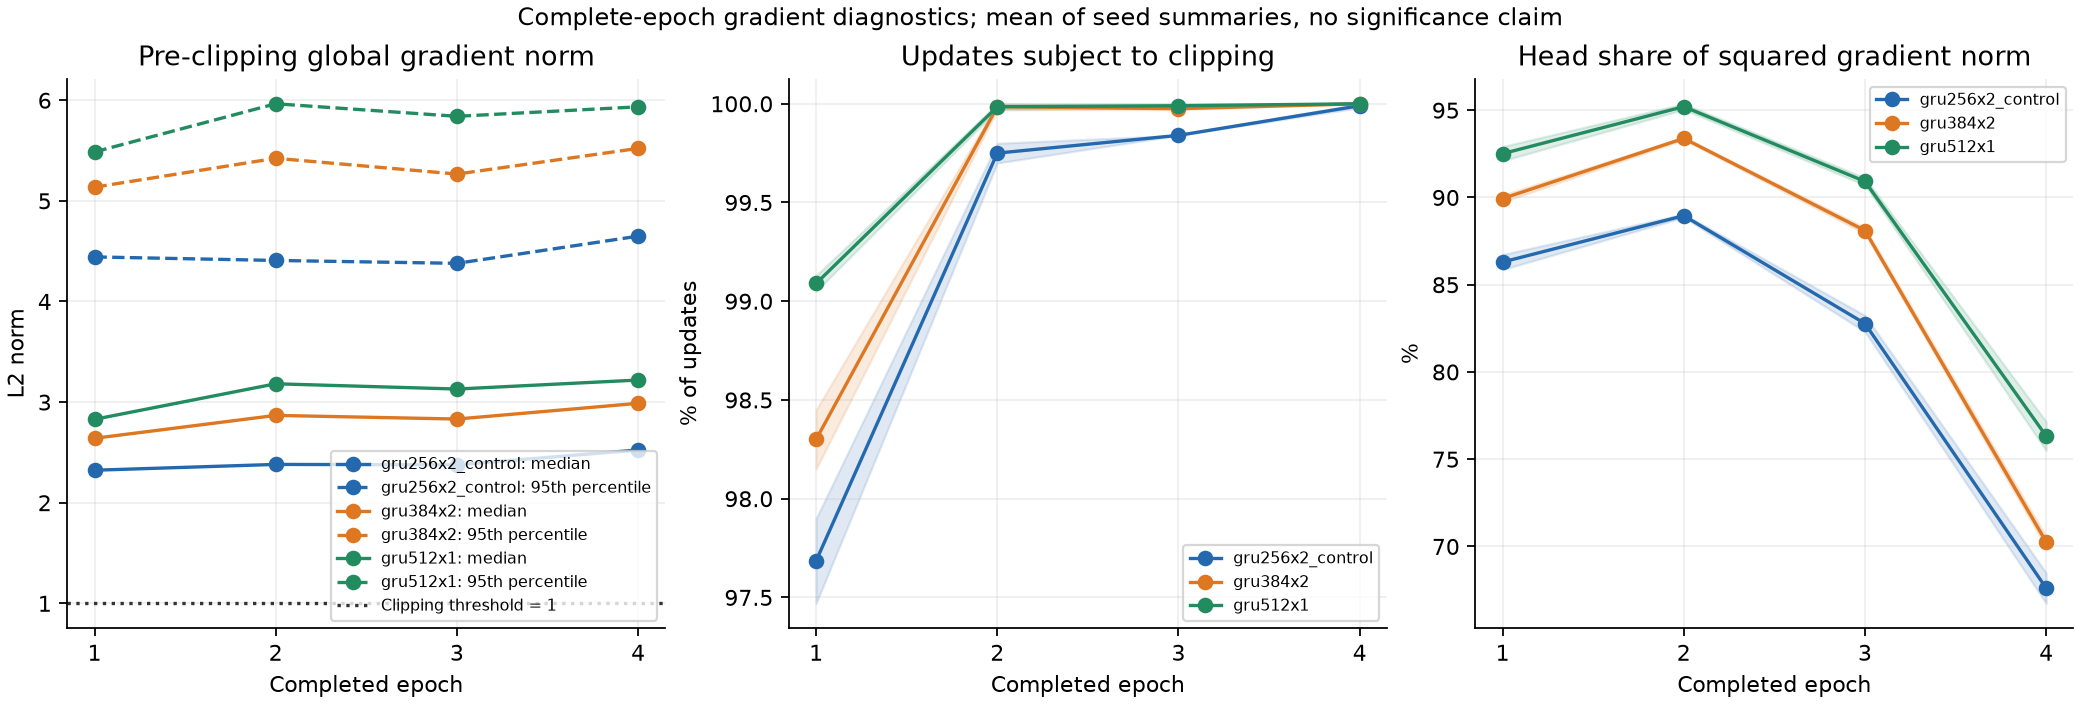 Complete-epoch gradient diagnostics; mean of seed summaries, no significance claim
Pre-clipping global gradient norm
L2 norm
6
5
4
3
2
1
gru256x2_control: median
gru256x2_control: 95th percentile
gru384x2: median
gru384x2: 95th percentile
gru512x1: median
gru512x1: 95th percentile
Clipping threshold = 1
1 2 3 4
Completed epoch
Updates subject to clipping
% of updates
100.0
99.5
99.0
98.5
98.0
97.5
gru256x2_control
gru384x2
gru512x1
1 2 3 4
Completed epoch
Head share of squared gradient norm
%
95
90
85
80
75
70
gru256x2_control
gru384x2
gru512x1
1 2 3 4
Completed epoch